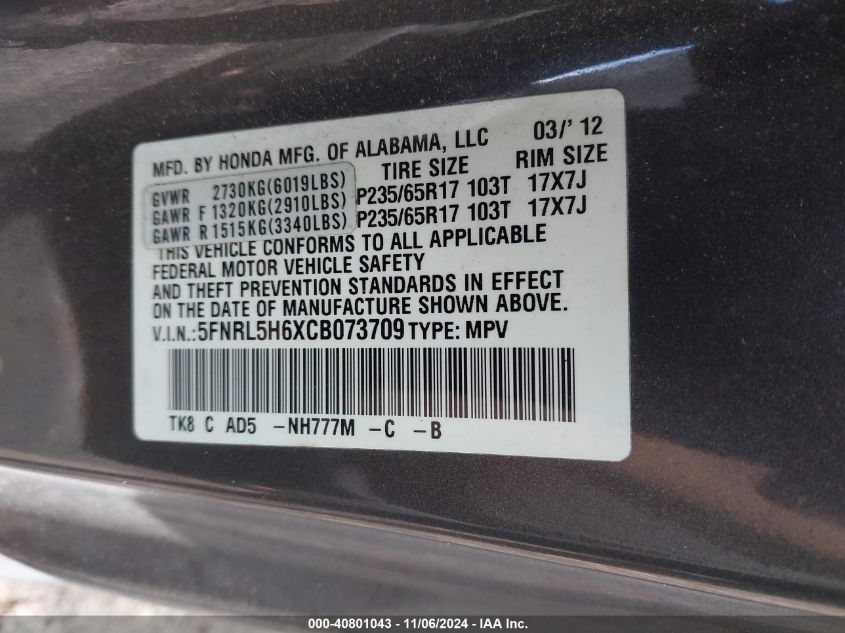 MFD. BY HONDA MFG. OF ALABAMA, LLC 03/' 12
TIRE SIZE RIM SIZE
GVWR 2730KG(6019LBS)
GAWR F 1320KG(2910LBS) P235/65R17 103T 17X7J
GAWR R 1515KG(3340LBS) P235/65R17 103T 17X7J
THIS VEHICLE CONFORMS TO ALL APPLICABLE
FEDERAL MOTOR VEHICLE SAFETY
AND THEFT PREVENTION STANDARDS IN EFFECT
ON THE DATE OF MANUFACTURE SHOWN ABOVE.
V.I.N.: 5FNRL5H6XCB073709 TYPE: MPV
TK8 C AD5 -NH777M -C -B
000-40801043 - 11/06/2024 - IAA Inc.